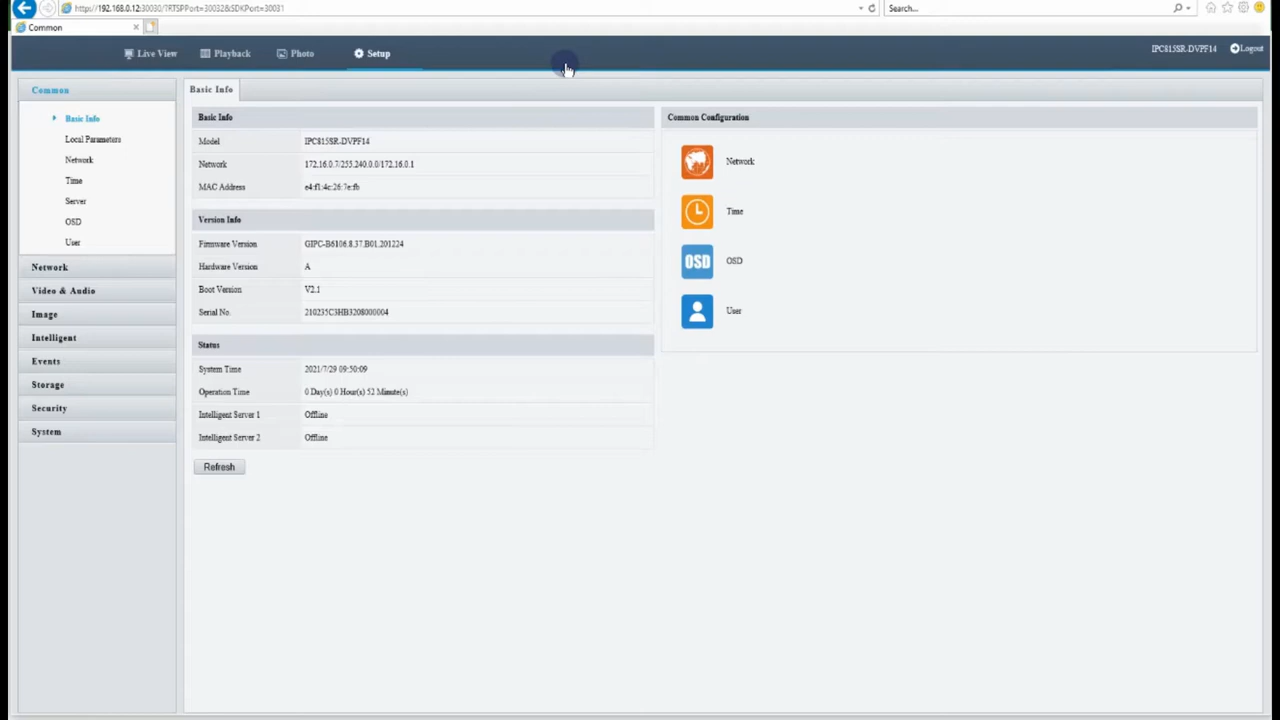 http://192.168.0.12:30030/?RTSPPort=30032&SDKPort=30031
Search...
Common
Live View
Playback
Photo
Setup
IPC815SR-DVPF14
Logout
Common
Basic Info
Local Parameters
Network
Time
Server
OSD
User
Network
Video & Audio
Image
Intelligent
Events
Storage
Security
System
Basic Info
Basic Info
Model IPC815SR-DVPF14
Network 172.16.0.7/255.240.0.0/172.16.0.1
MAC Address e4:f1:4c:26:7e:fb
Version Info
Firmware Version GIPC-B6106.8.37.B01.201224
Hardware Version A
Boot Version V2.1
Serial No. 210235C3HB3208000004
Status
System Time 2021/7/29 09:50:09
Operation Time 0 Day(s) 0 Hour(s) 52 Minute(s)
Intelligent Server 1 Offline
Intelligent Server 2 Offline
Refresh
Common Configuration
Network
Time
OSD OSD
User